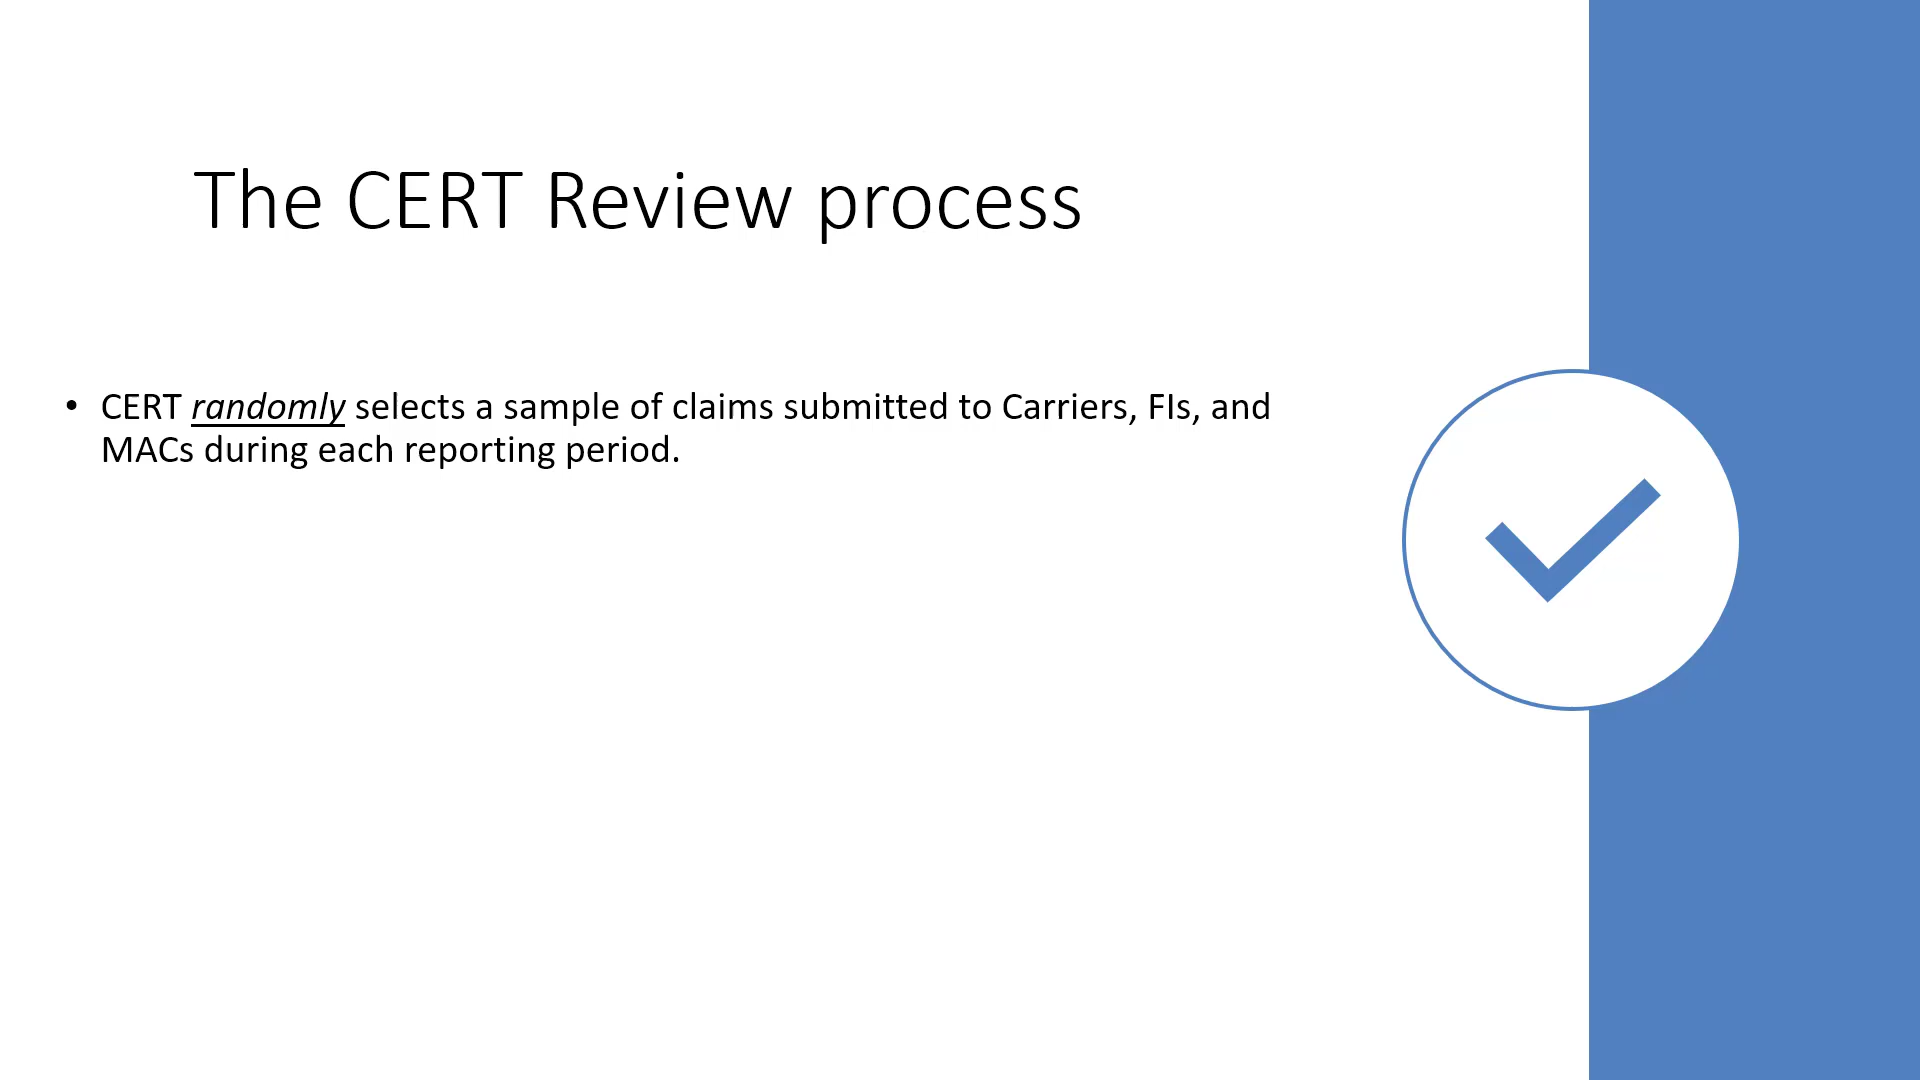 The CERT Review process
• CERT randomly selects a sample of claims submitted to Carriers, FIs, and
MACs during each reporting period.